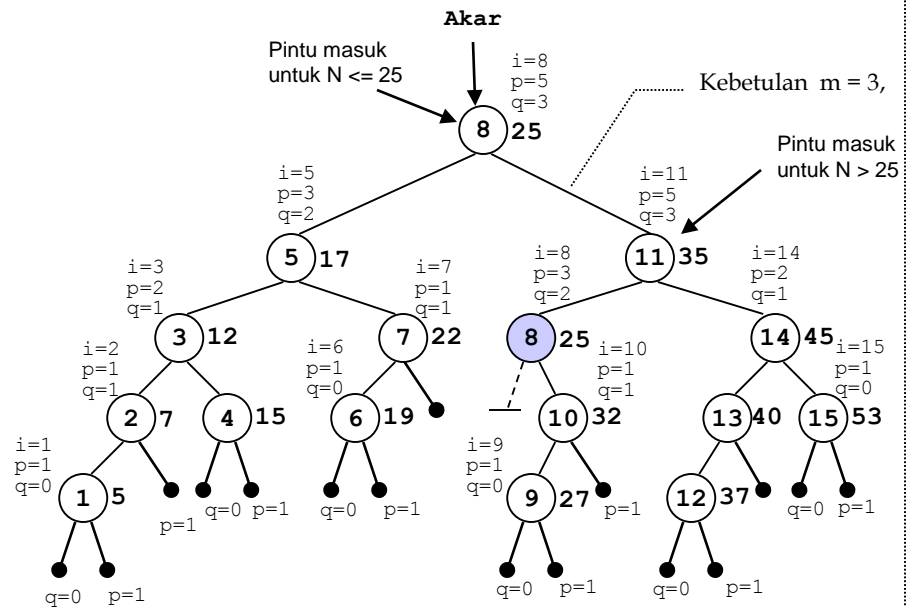 Akar
Pintu masuk
untuk N <= 25
i=8
p=5
q=3
Kebetulan m = 3,
8 25
Pintu masuk
untuk N > 25
i=5
p=3
q=2
i=11
p=5
q=3
5 17
11 35
i=3
p=2
q=1
i=7
p=1
q=1
i=8
p=3
q=2
i=14
p=2
q=1
3 12
7 22
8 25
14 45
i=2
p=1
q=1
i=6
p=1
q=0
i=10
p=1
q=1
i=15
p=1
q=0
2 7
4 15
6 19
10 32
13 40
15 53
i=1
p=1
q=0
i=9
p=1
q=0
1 5
p=1
q=0 p=1
q=0 p=1
9 27
p=1
12 37
q=0 p=1
q=0 p=1
q=0 p=1
q=0 p=1